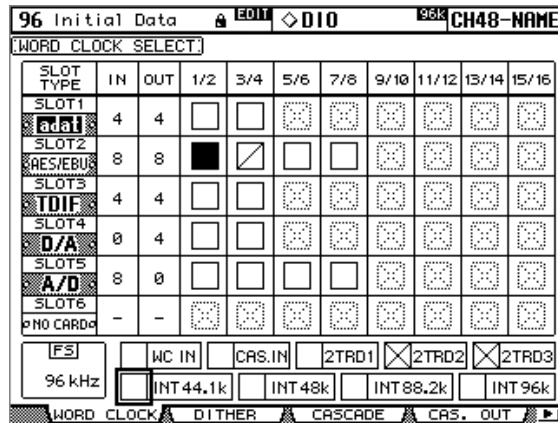 96 Initial Data EDIT ◇DIO 96K CH48-NAME
WORD CLOCK SELECT
SLOT TYPE IN OUT 1/2 3/4 5/6 7/8 9/10 11/12 13/14 15/16
SLOT1 adat 4 4
SLOT2 AES/EBU 8 8
SLOT3 TDIF 4 4
SLOT4 D/A 0 4
SLOT5 A/D 8 0
SLOT6 NO CARD - -
FS WC IN CAS.IN 2TRD1 2TRD2 2TRD3
96 kHz INT44.1k INT48k INT88.2k INT96k
WORD CLOCK DITHER CASCADE CAS. OUT